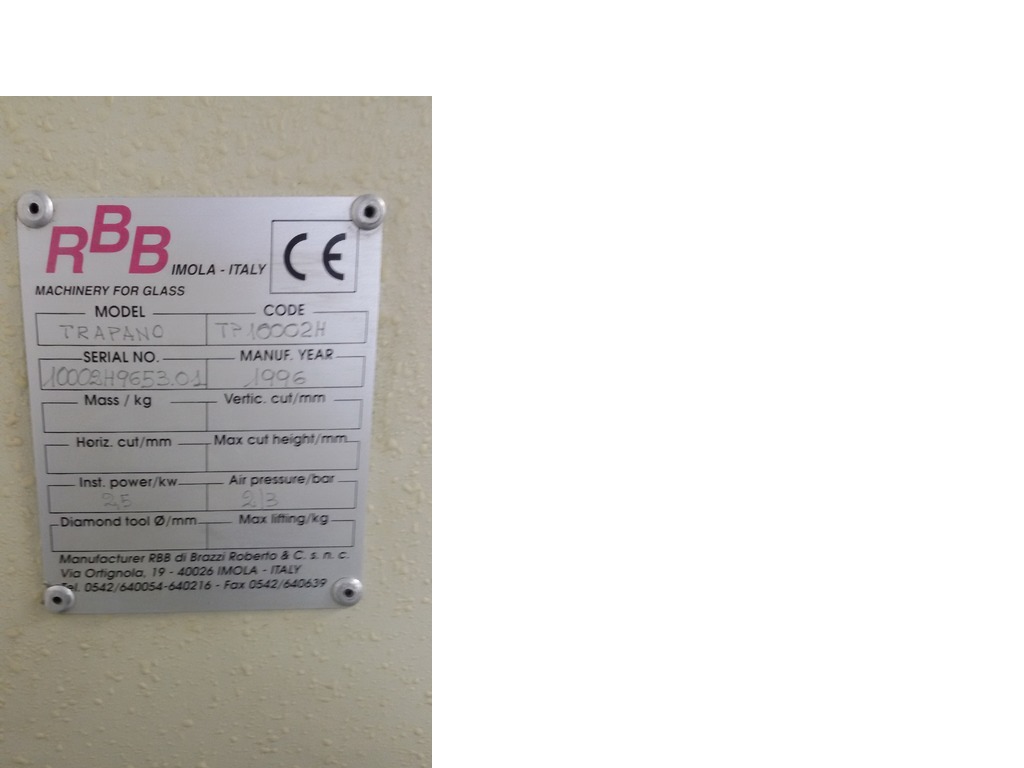 RBB IMOLA - ITALY CE
MACHINERY FOR GLASS
MODEL CODE
TRAPANO TP10002H
SERIAL NO. MANUF. YEAR
10002H9653.01 1996
Mass / kg Vertic. cut/mm
Horiz. cut/mm Max cut height/mm
Inst. power/kw Air pressure/bar
2,5 2/3
Diamond tool Ø/mm Max lifting/kg
Manufacturer RBB di Brazzi Roberto & C. s. n. c.
Via Ortignola, 19 - 40026 IMOLA - ITALY
Tel. 0542/640054-640216 - Fax 0542/640639